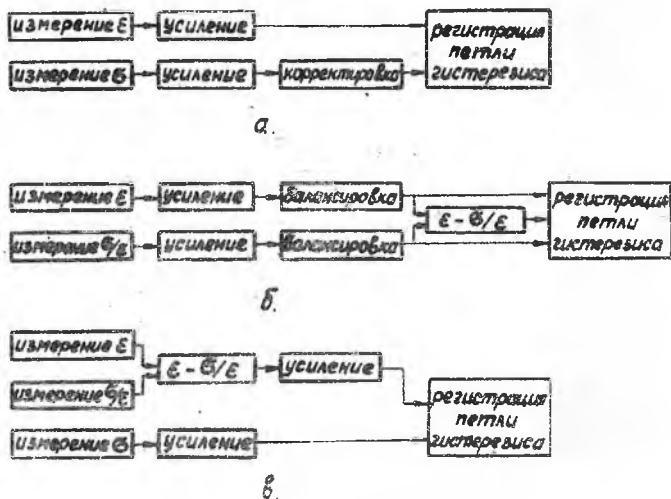 измерение ε
усиление
регистрация
петли
гистерезиса
измерение б
усиление
корректировка
а.
измерение ε
усиление
балансировка
регистрация
петли
гистерезиса
ε - б/ε
измерение б/ε
усиление
балансировка
б.
измерение ε
ε - б/ε
усиление
измерение б/ε
регистрация
петли
гистерезиса
измерение б
усиление
в.